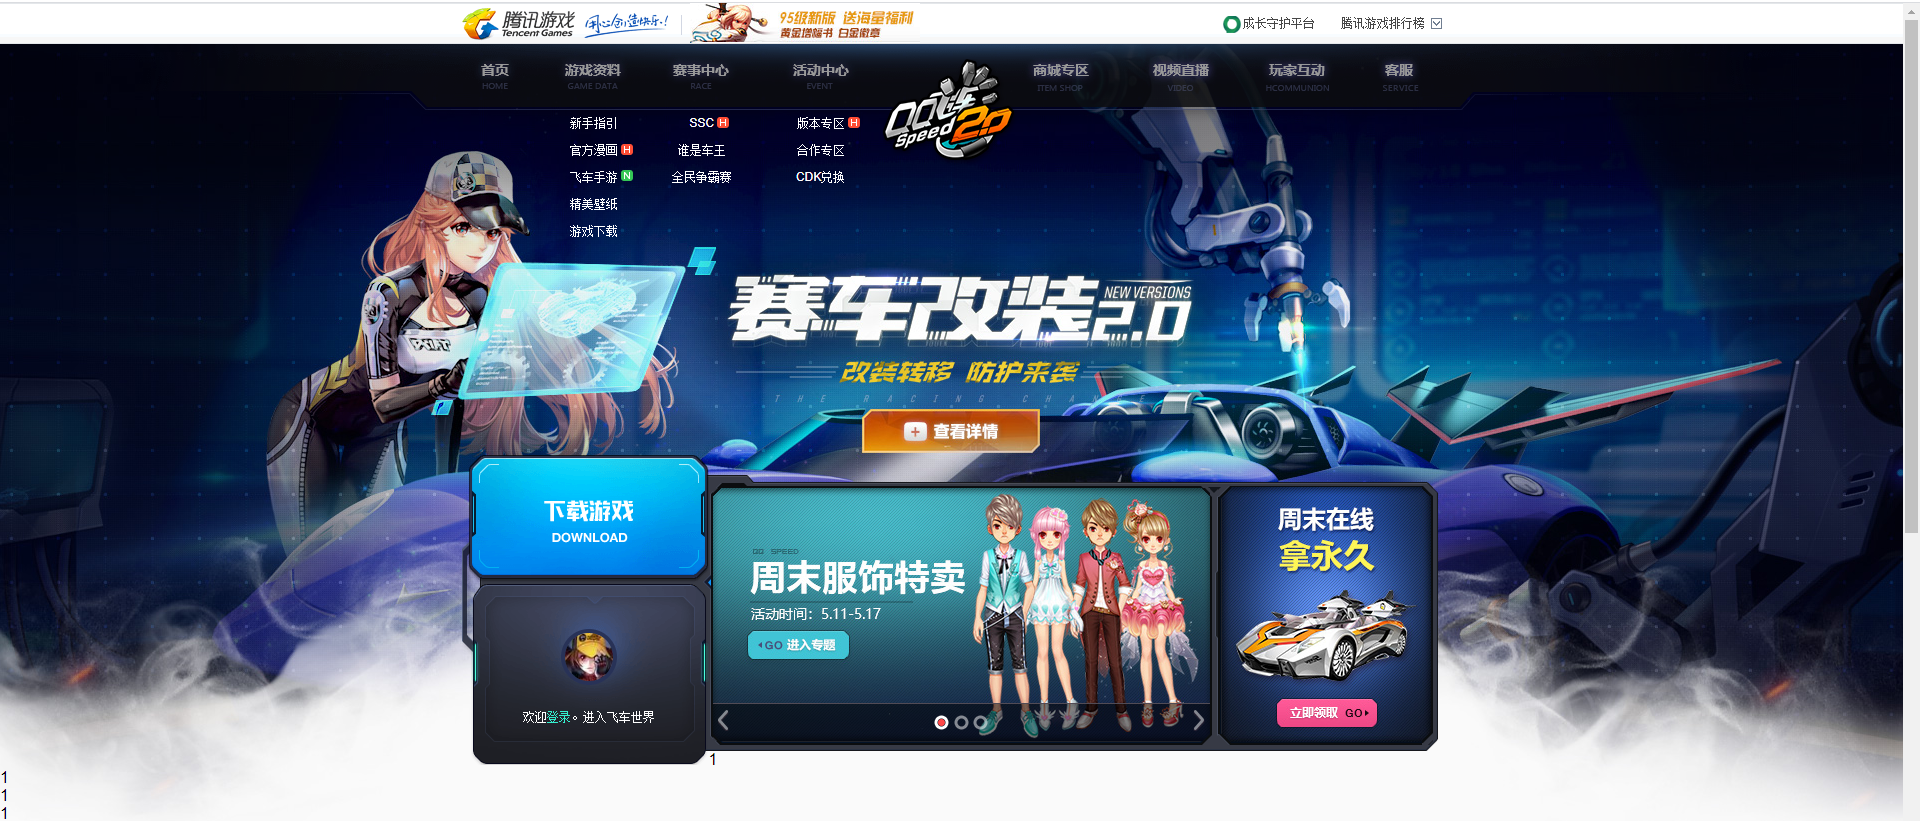 腾讯游戏 用心创造快乐!
Tencent Games
95级新版 送海量福利
黄金增幅书 白金徽章
成长守护平台 腾讯游戏排行榜
首页 游戏资料 赛事中心 活动中心 商城专区 视频直播 玩家互动 客服
HOME GAME DATA RACE EVENT ITEM SHOP VIDEO HCOMMUNION SERVICE
QQ飞车
Speed 2.0
新手指引 SSC H 版本专区 H
官方漫画 H 谁是车王 合作专区
飞车手游 N 全民争霸赛 CDK兑换
精美壁纸
游戏下载
赛车改装2.0
NEW VERSIONS
改装转移 防护来袭
THE RACING CHANGE
查看详情
下载游戏
DOWNLOAD
欢迎登录。进入飞车世界
QQ SPEED
周末服饰特卖
活动时间：5.11-5.17
GO 进入专题
周末在线
拿永久
立即领取 GO
1
1
1
1